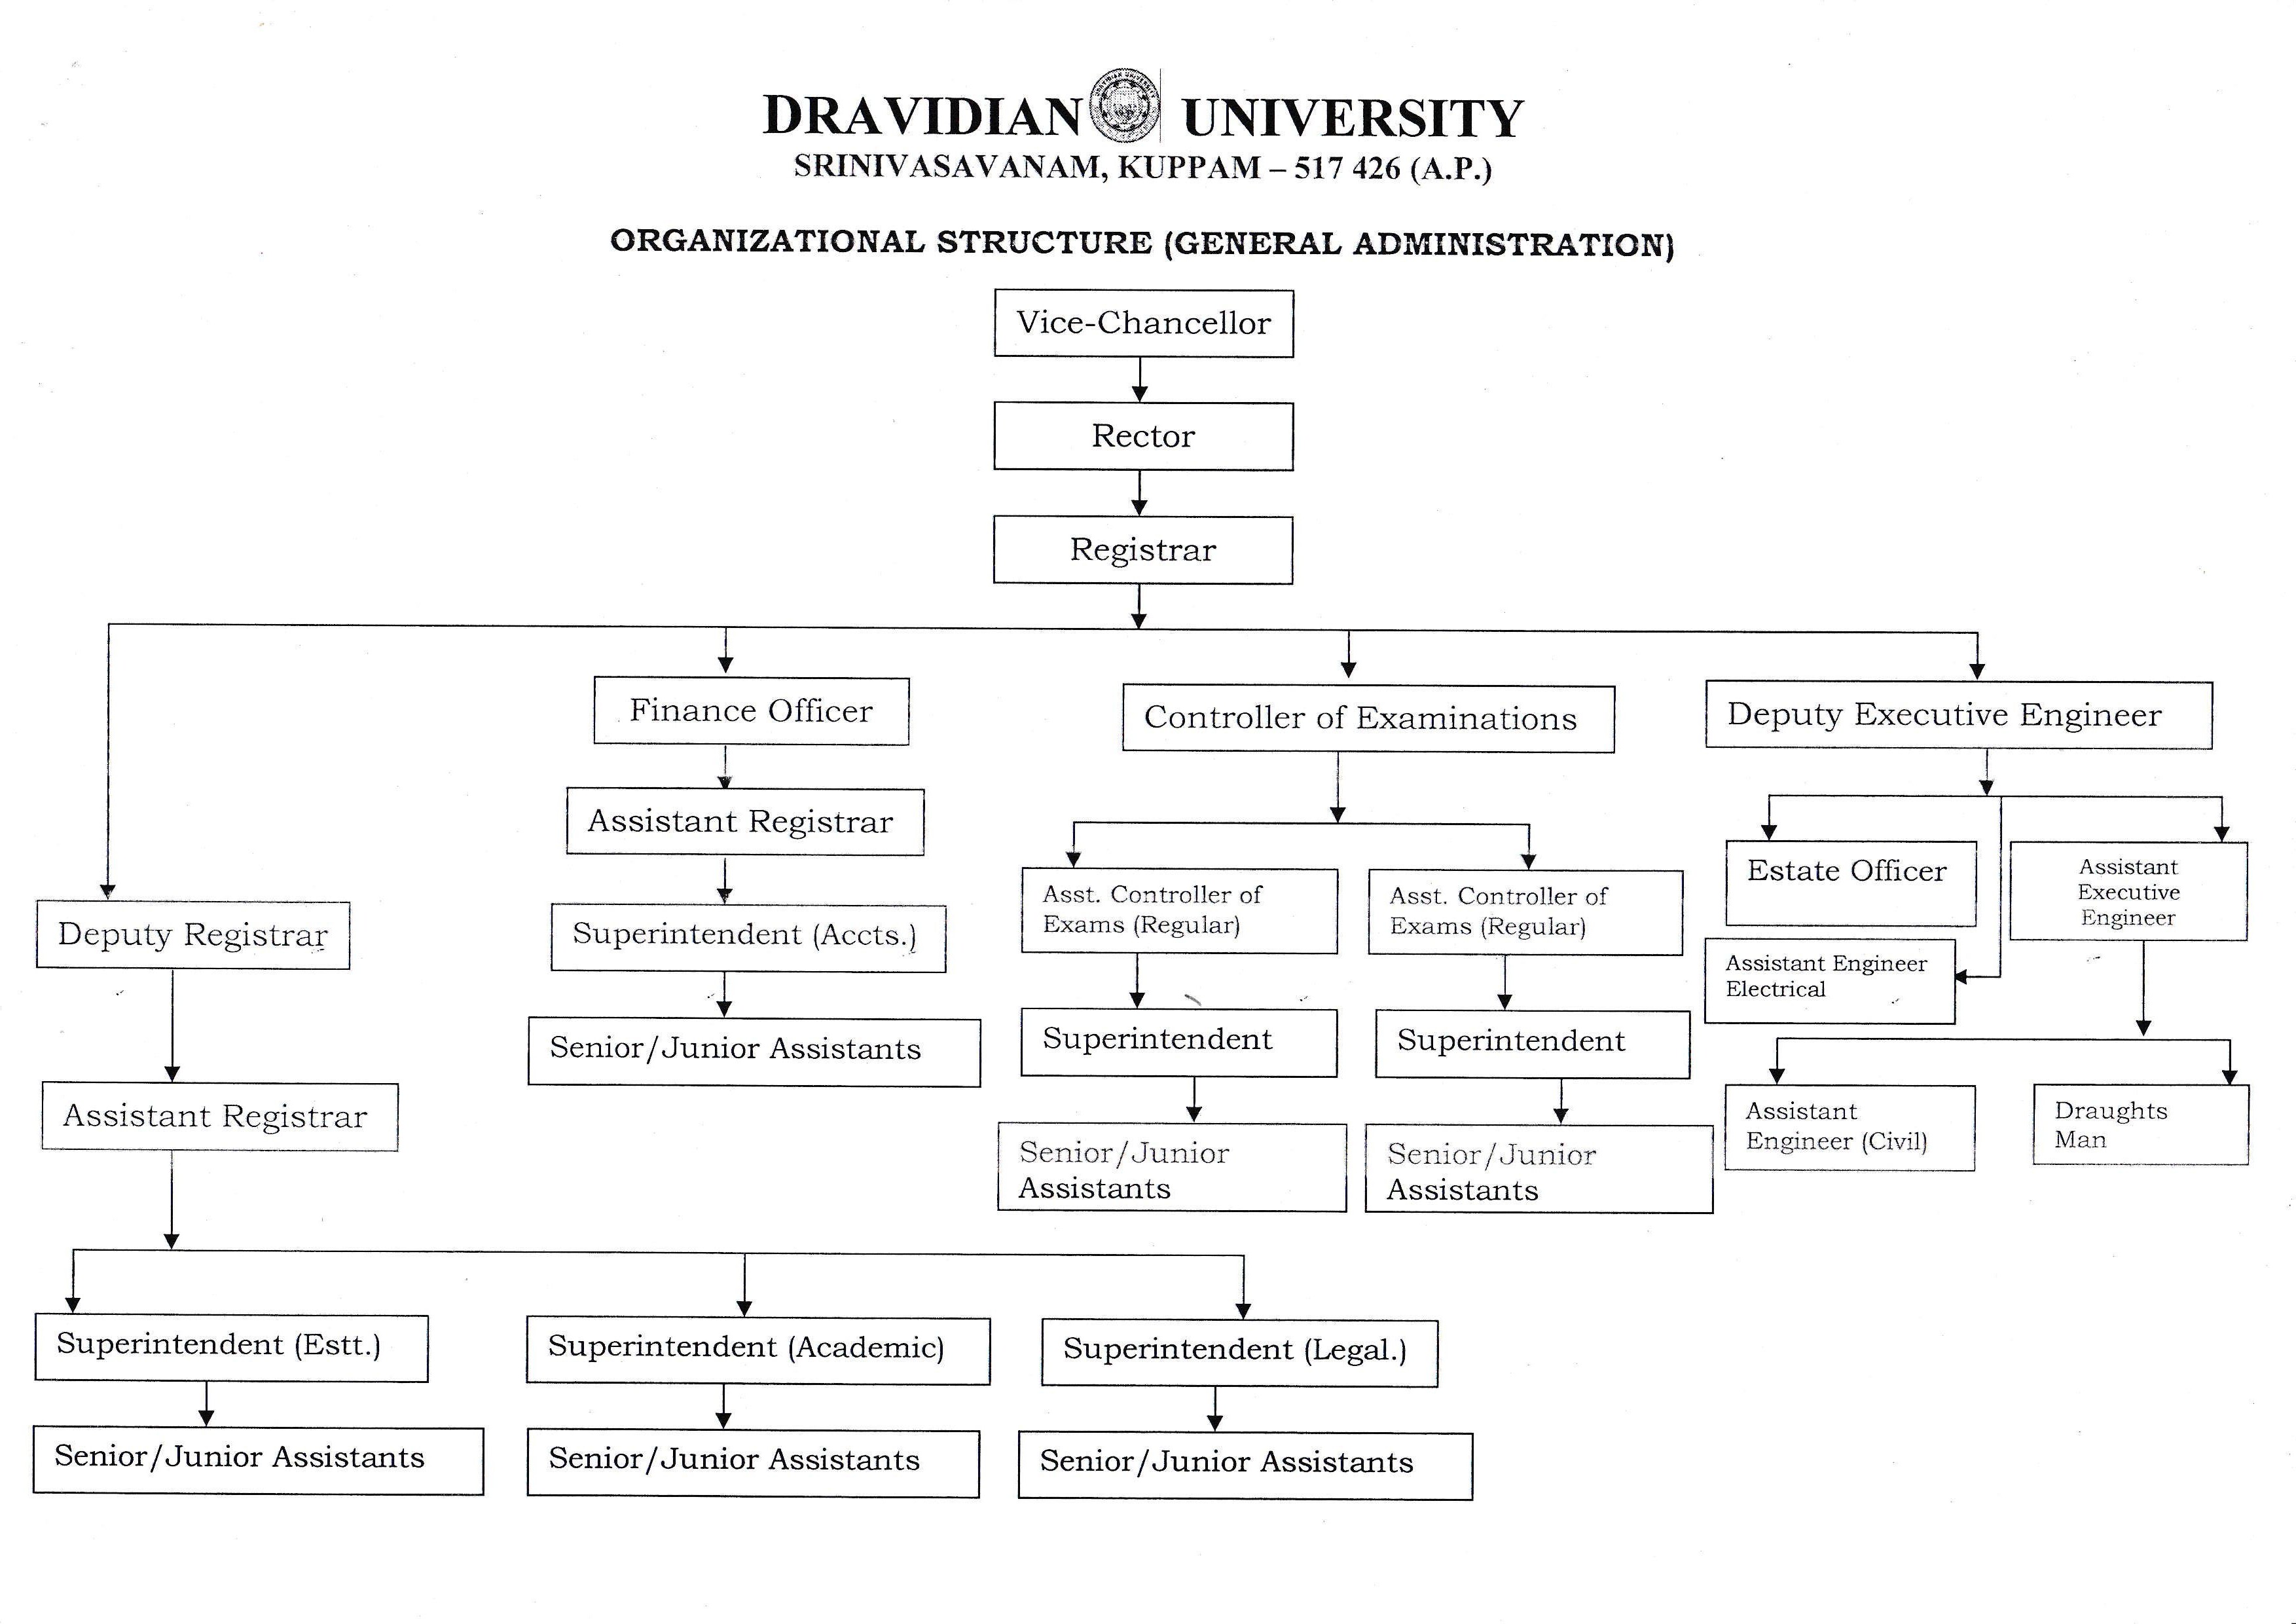 DRAVIDIAN UNIVERSITY
SRINIVASAVANAM, KUPPAM – 517 426 (A.P.)
ORGANIZATIONAL STRUCTURE (GENERAL ADMINISTRATION)
Vice-Chancellor
Rector
Registrar
Finance Officer
Controller of Examinations
Deputy Executive Engineer
Assistant Registrar
Estate Officer
Assistant
Executive
Engineer
Asst. Controller of
Exams (Regular)
Asst. Controller of
Exams (Regular)
Deputy Registrar
Superintendent (Accts.)
Assistant Engineer
Electrical
Senior/Junior Assistants
Superintendent
Superintendent
Assistant Registrar
Senior/Junior
Assistants
Senior/Junior
Assistants
Assistant
Engineer (Civil)
Draughts
Man
Superintendent (Estt.)
Superintendent (Academic)
Superintendent (Legal.)
Senior/Junior Assistants
Senior/Junior Assistants
Senior/Junior Assistants